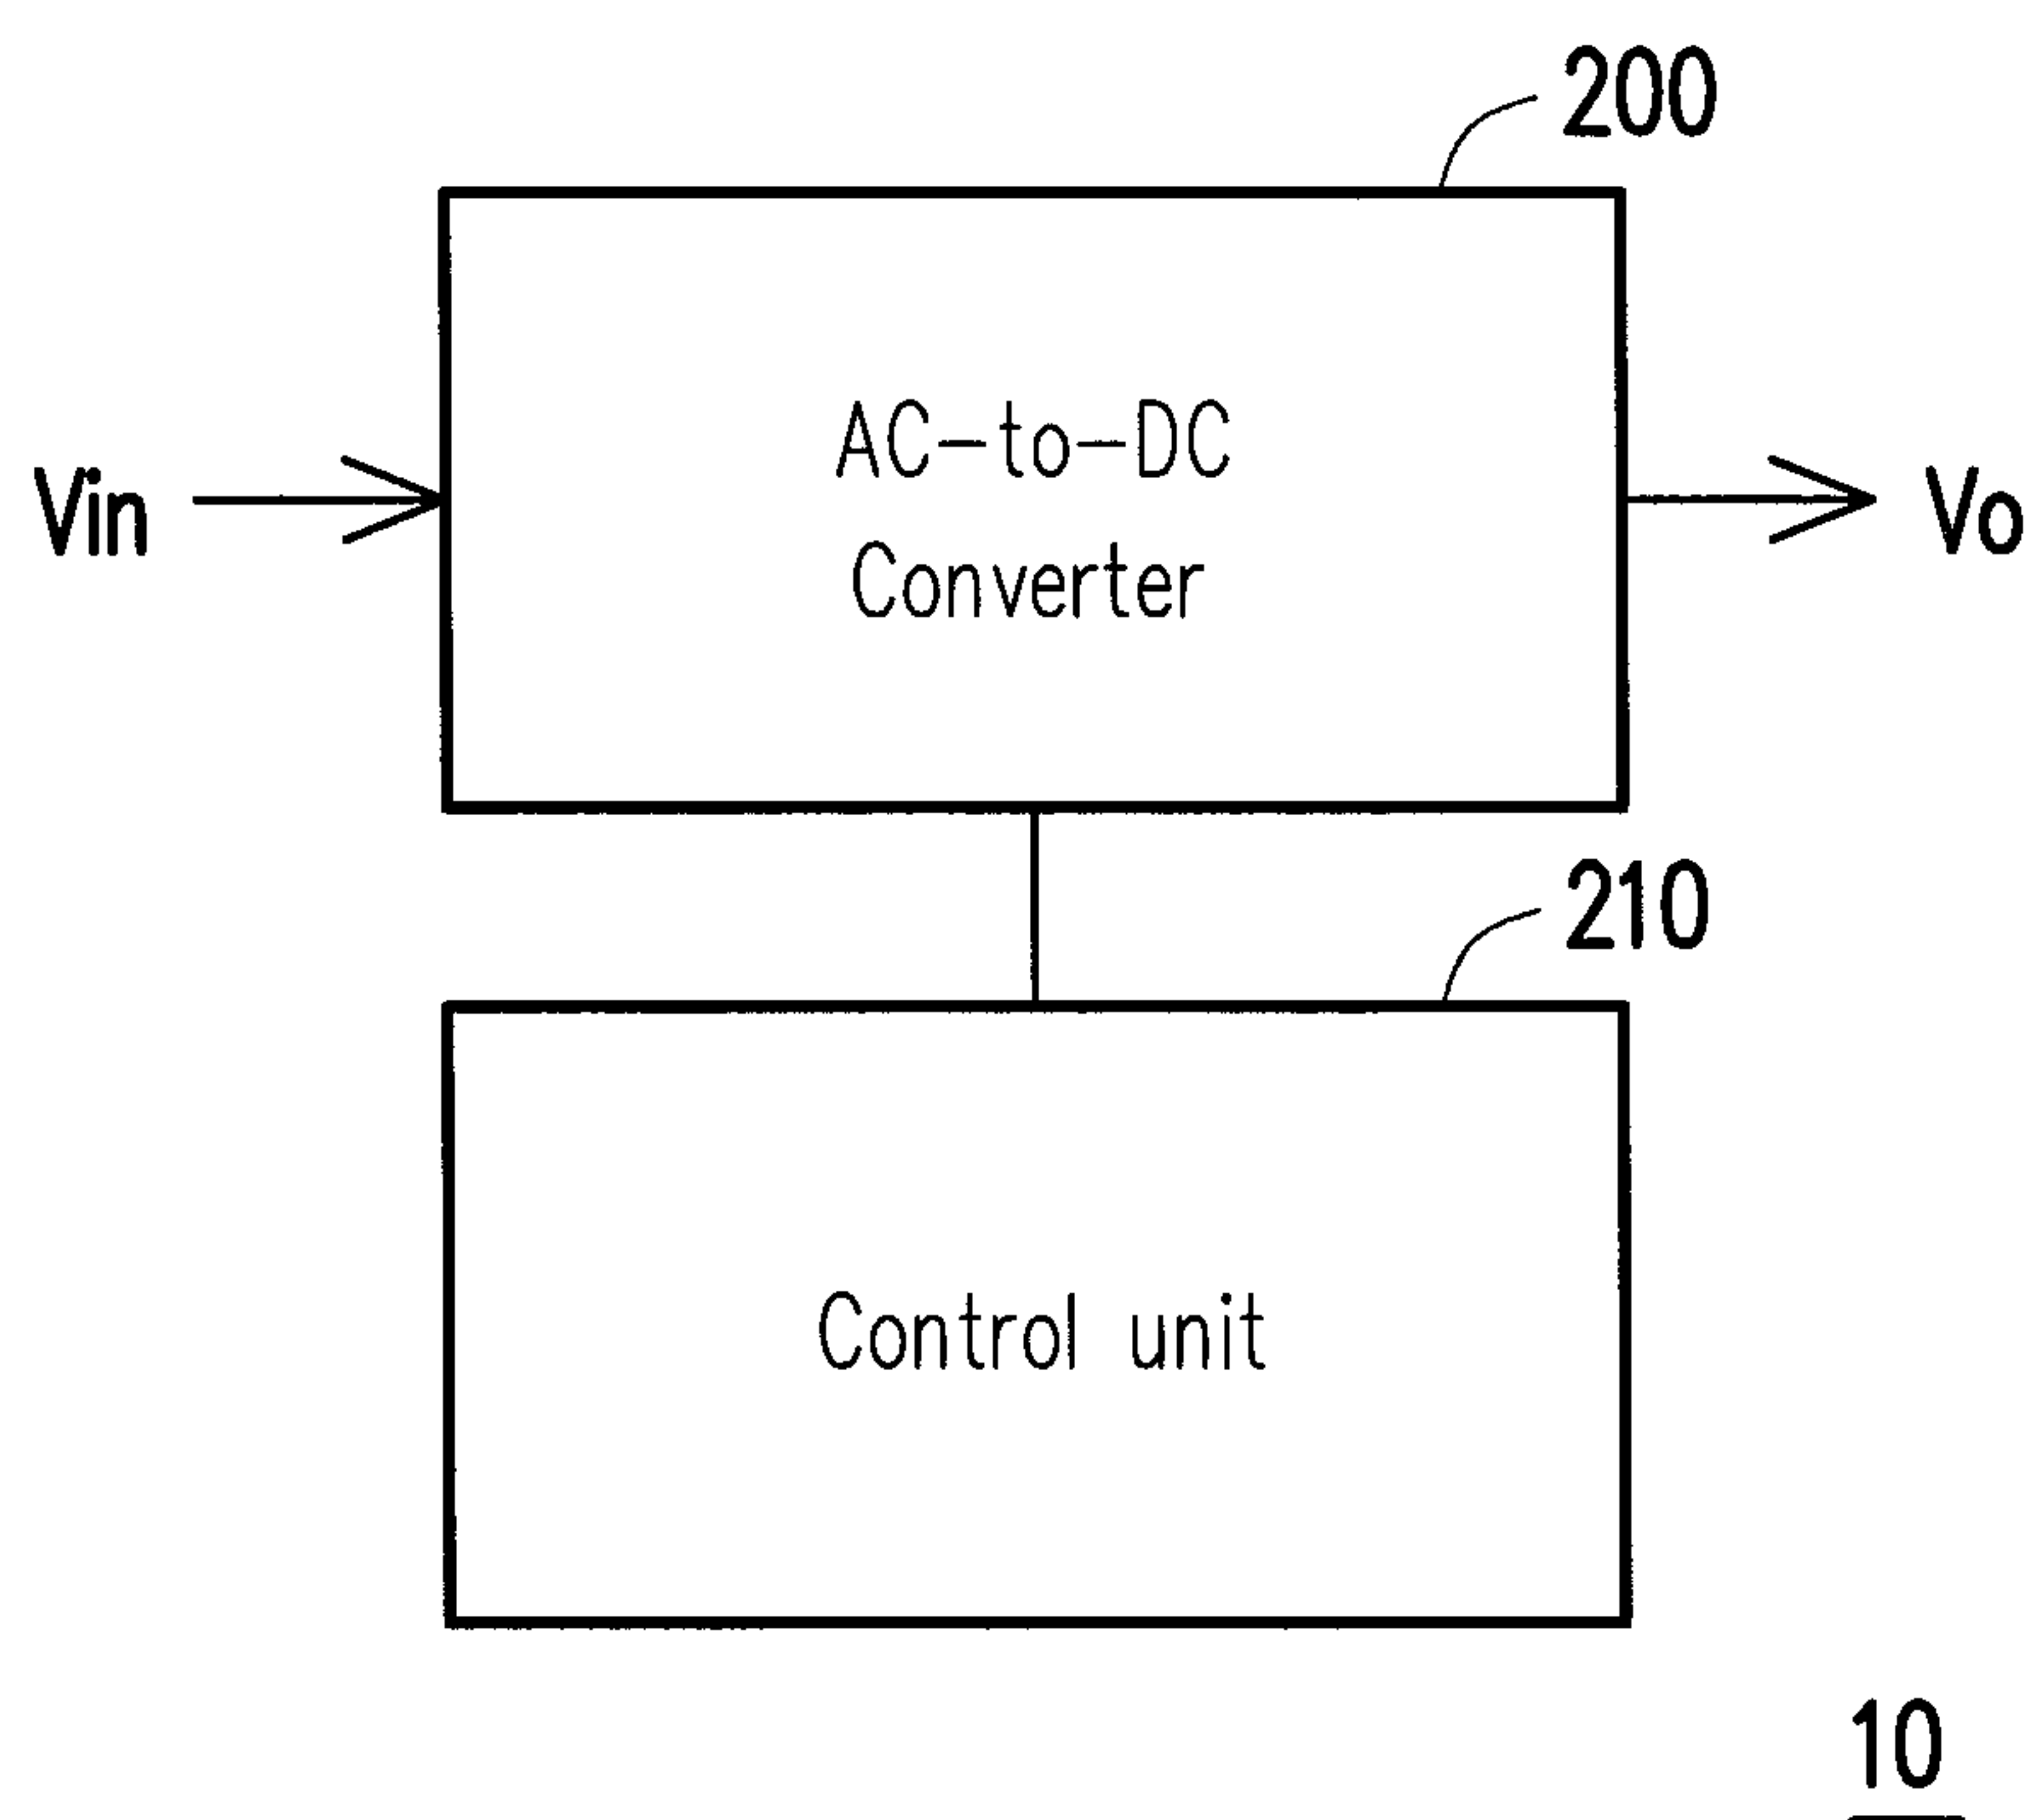 200
AC-to-DC
Vin
Vo
Converter
210
Control unit
10